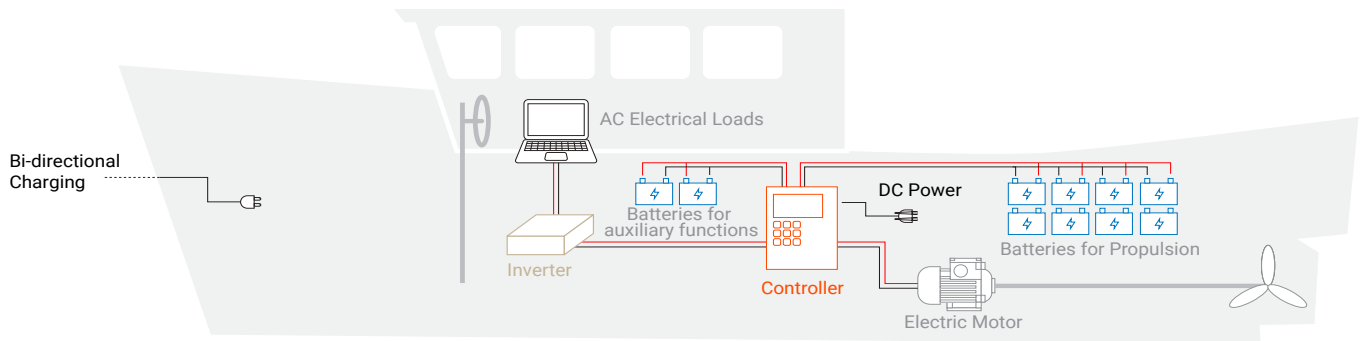 AC Electrical Loads
Bi-directional
Charging
DC Power
Batteries for
auxiliary functions
Batteries for Propulsion
Inverter
Controller
Electric Motor